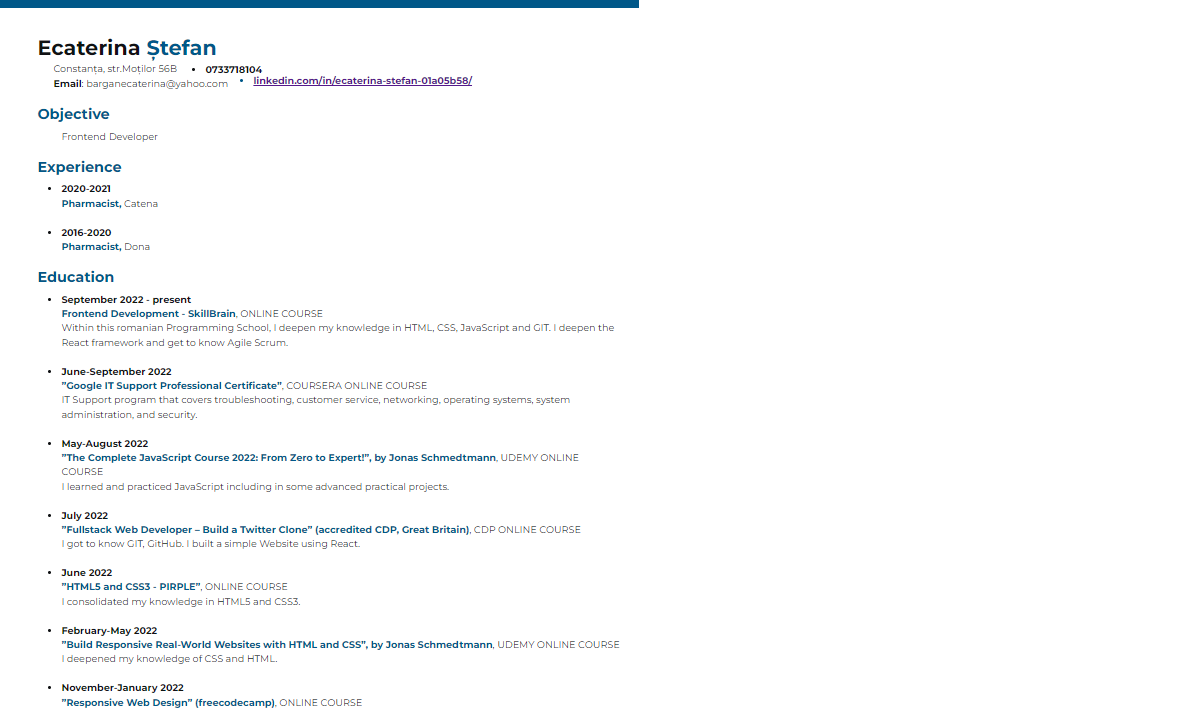 Ecaterina Ștefan
Constanța, str.Moților 56B • 0733718104
Email: barganecaterina@yahoo.com • linkedin.com/in/ecaterina-stefan-01a05b58/
Objective
Frontend Developer
Experience
• 2020-2021
Pharmacist, Catena
• 2016-2020
Pharmacist, Dona
Education
• September 2022 - present
Frontend Development - SkillBrain, ONLINE COURSE
Within this romanian Programming School, I deepen my knowledge in HTML, CSS, JavaScript and GIT. I deepen the
React framework and get to know Agile Scrum.
• June-September 2022
”Google IT Support Professional Certificate”, COURSERA ONLINE COURSE
IT Support program that covers troubleshooting, customer service, networking, operating systems, system
administration, and security.
• May-August 2022
”The Complete JavaScript Course 2022: From Zero to Expert!”, by Jonas Schmedtmann, UDEMY ONLINE
COURSE
I learned and practiced JavaScript including in some advanced practical projects.
• July 2022
”Fullstack Web Developer – Build a Twitter Clone” (accredited CDP, Great Britain), CDP ONLINE COURSE
I got to know GIT, GitHub. I built a simple Website using React.
• June 2022
”HTML5 and CSS3 - PIRPLE”, ONLINE COURSE
I consolidated my knowledge in HTML5 and CSS3.
• February-May 2022
”Build Responsive Real-World Websites with HTML and CSS”, by Jonas Schmedtmann, UDEMY ONLINE COURSE
I deepened my knowledge of CSS and HTML.
• November-January 2022
”Responsive Web Design” (freecodecamp), ONLINE COURSE